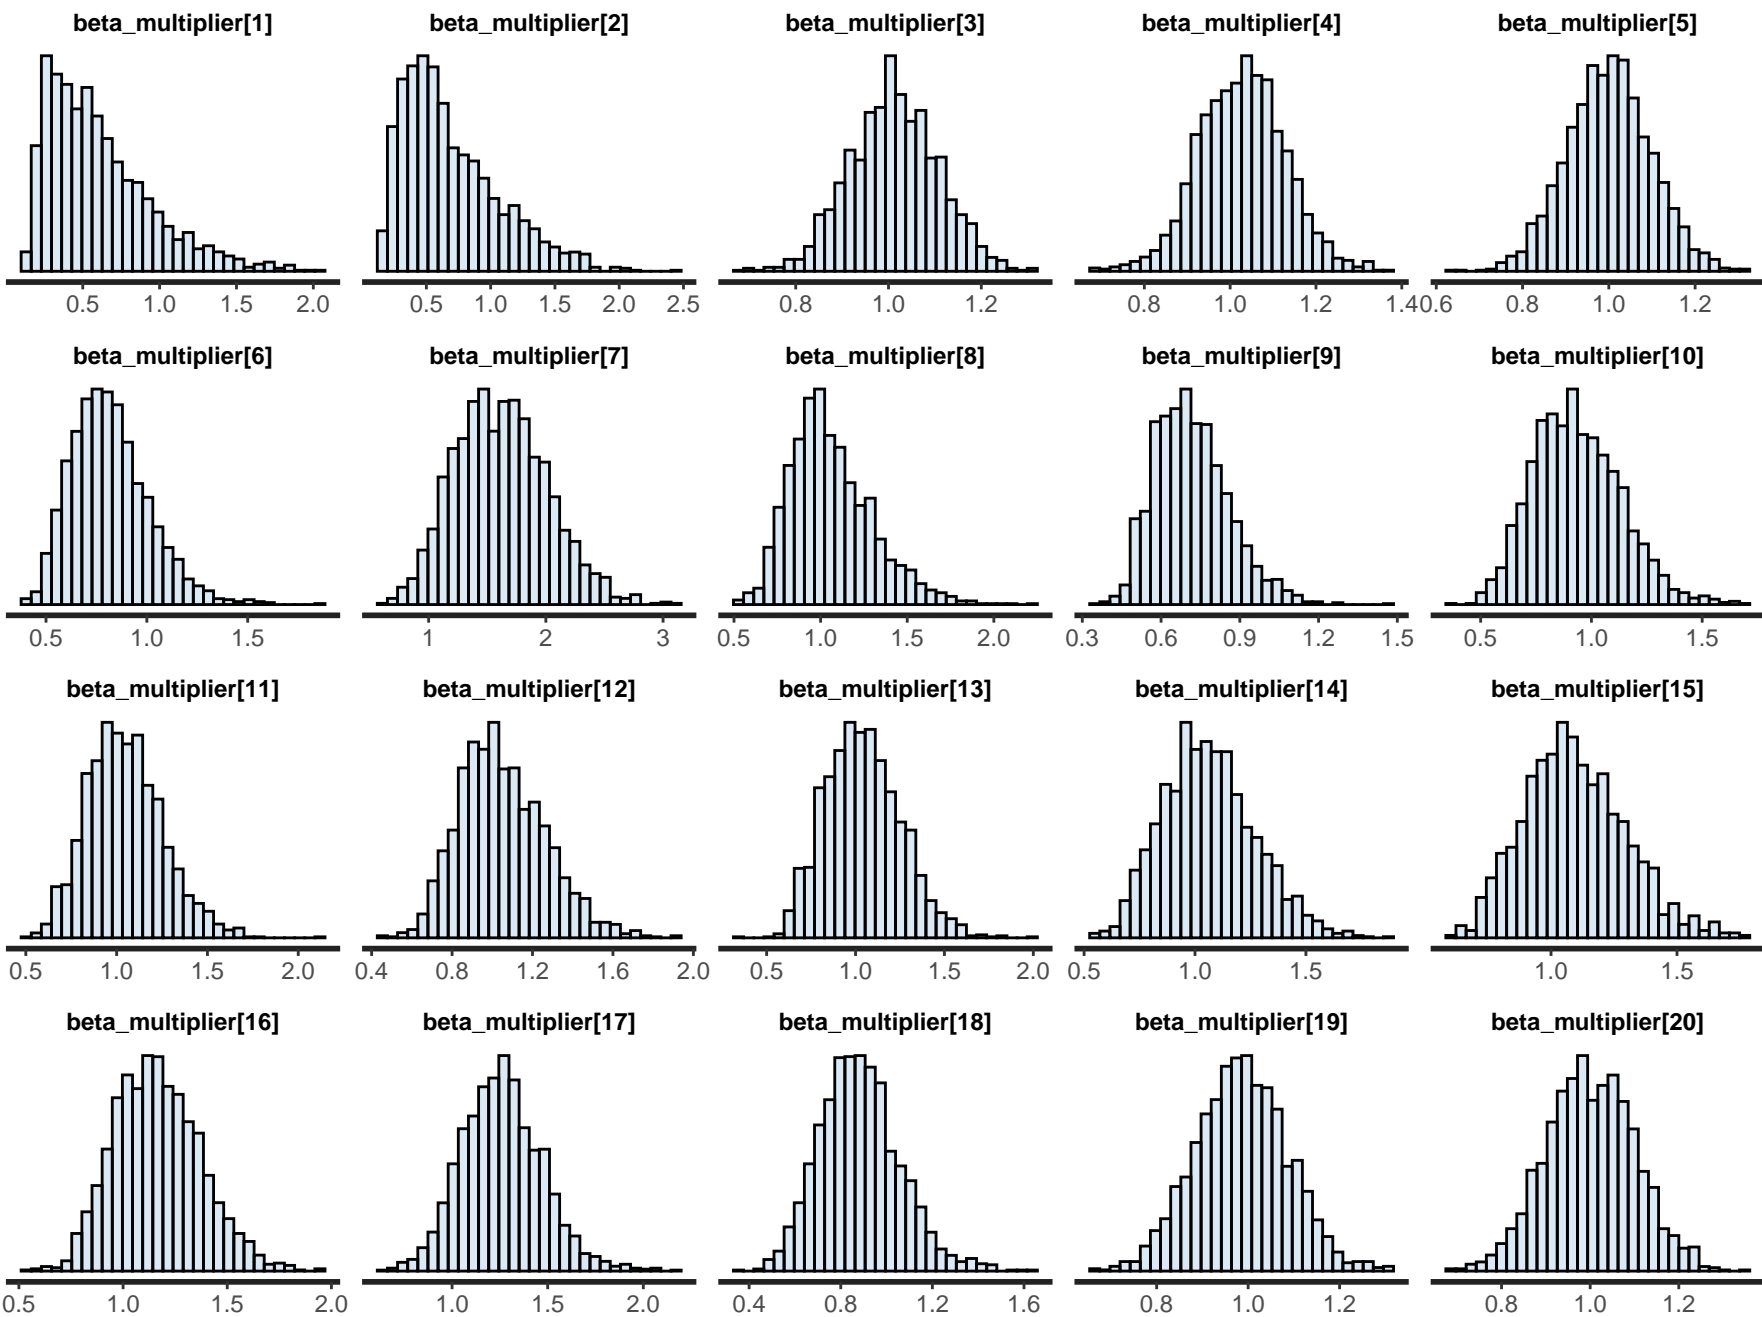 beta_multiplier[1] beta_multiplier[2] beta_multiplier[3] beta_multiplier[4] beta_multiplier[5]
0.5 1.0 1.5 2.0 0.5 1.0 1.5 2.0 2.5 0.8 1.0 1.2 0.8 1.0 1.2 1.4 0.6 0.8 1.0 1.2
beta_multiplier[6] beta_multiplier[7] beta_multiplier[8] beta_multiplier[9] beta_multiplier[10]
0.5 1.0 1.5 1 2 3 0.5 1.0 1.5 2.0 0.3 0.6 0.9 1.2 1.5 0.5 1.0 1.5
beta_multiplier[11] beta_multiplier[12] beta_multiplier[13] beta_multiplier[14] beta_multiplier[15]
0.5 1.0 1.5 2.0 0.4 0.8 1.2 1.6 2.0 0.5 1.0 1.5 2.0 0.5 1.0 1.5 1.0 1.5
beta_multiplier[16] beta_multiplier[17] beta_multiplier[18] beta_multiplier[19] beta_multiplier[20]
0.5 1.0 1.5 2.0 1.0 1.5 2.0 0.4 0.8 1.2 1.6 0.8 1.0 1.2 0.8 1.0 1.2